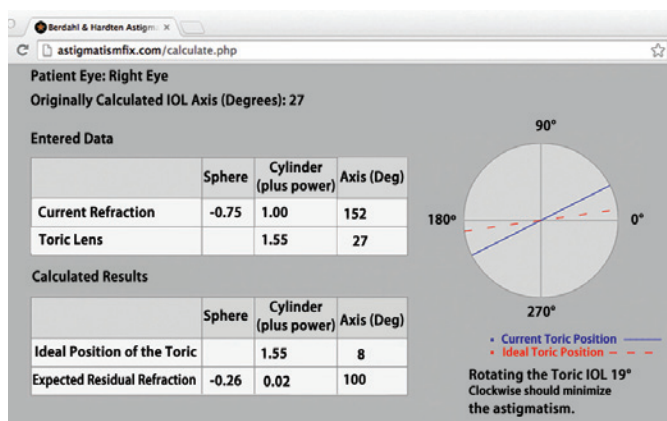 Berdahl & Hardten Astigm
astigmatismfix.com/calculate.php
Patient Eye: Right Eye
Originally Calculated IOL Axis (Degrees): 27
Entered Data
Sphere Cylinder (plus power) Axis (Deg)
Current Refraction -0.75 1.00 152
Toric Lens 1.55 27
Calculated Results
Sphere Cylinder (plus power) Axis (Deg)
Ideal Position of the Toric 1.55 8
Expected Residual Refraction -0.26 0.02 100
90°
180° 0°
270°
Current Toric Position
Ideal Toric Position
Rotating the Toric IOL 19°
Clockwise should minimize
the astigmatism.